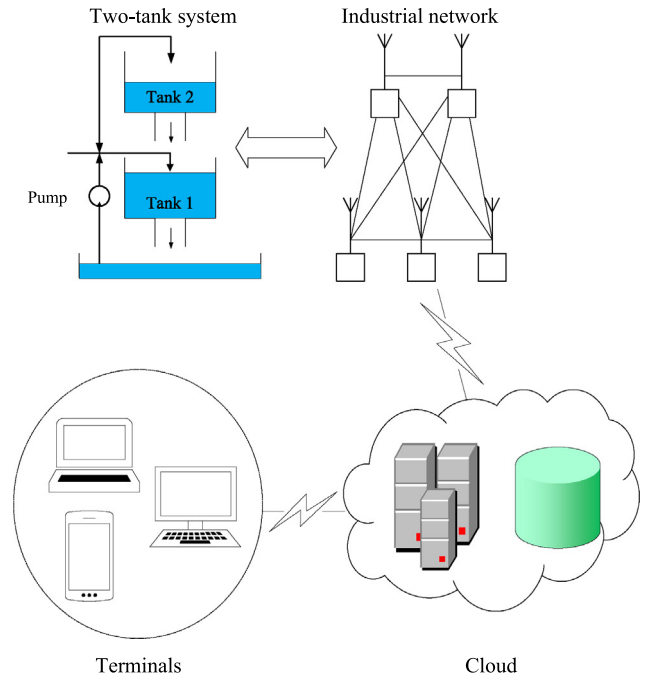 Two-tank system
Industrial network
Tank 2
Pump
Tank 1
Terminals
Cloud